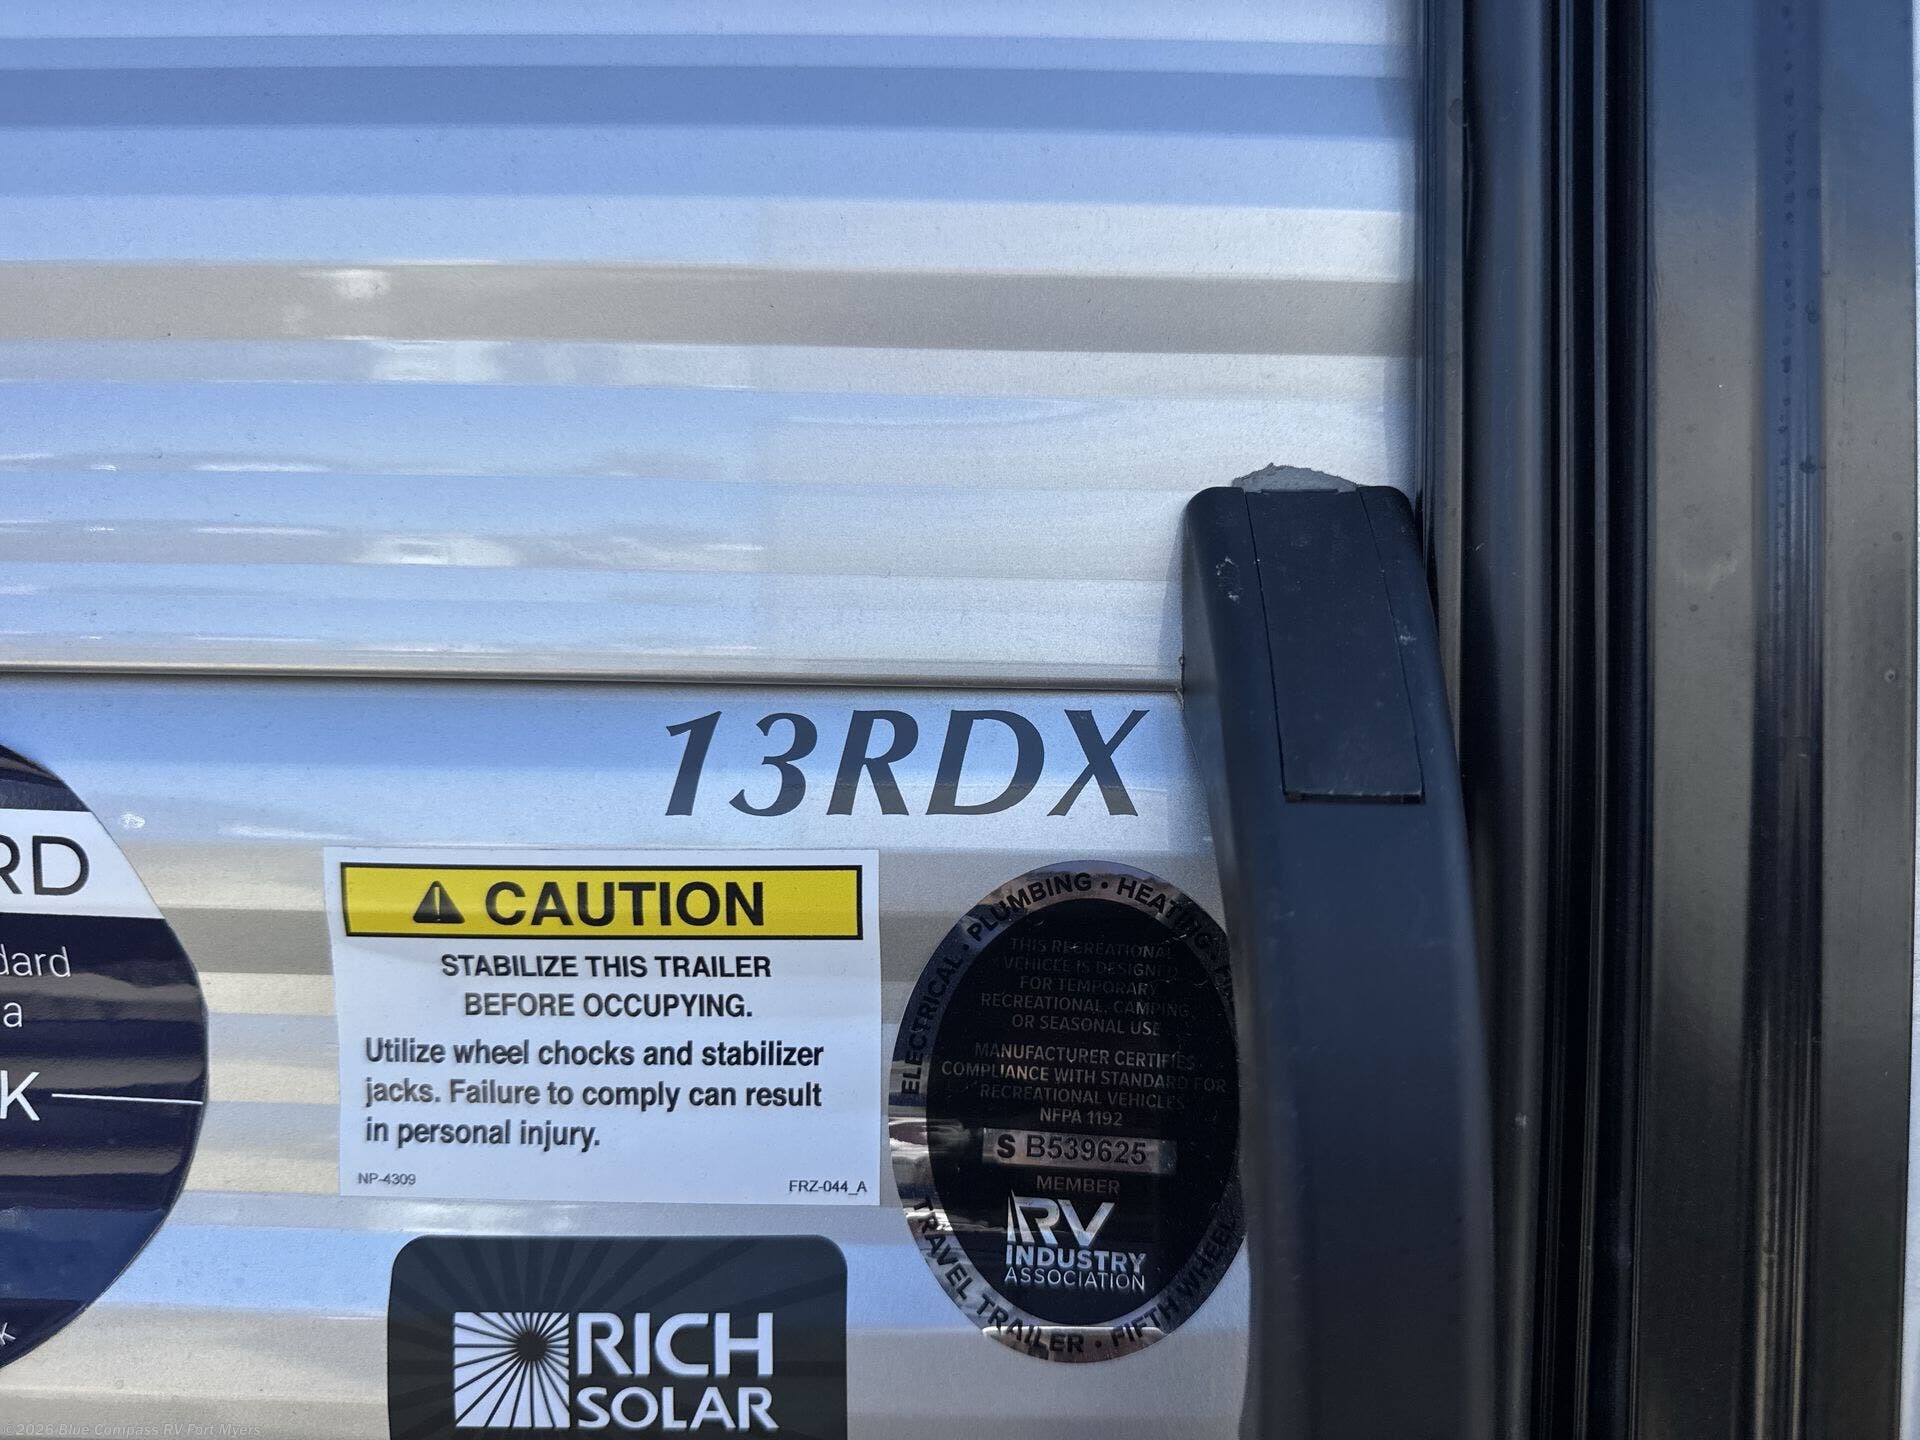 13RDX
RD
dard
a
K
k
CAUTION
STABILIZE THIS TRAILER
BEFORE OCCUPYING.
Utilize wheel chocks and stabilizer
jacks. Failure to comply can result
in personal injury.
NP-4309
FRZ-044_A
ELECTRICAL • PLUMBING • HEATING •
THIS RECREATIONAL
VEHICLE IS DESIGNED
FOR TEMPORARY
RECREATIONAL, CAMPING,
OR SEASONAL USE
MANUFACTURER CERTIFIES
COMPLIANCE WITH STANDARD FOR
RECREATIONAL VEHICLES
NFPA 1192
S B539625
MEMBER
RV
INDUSTRY
ASSOCIATION
TRAVEL TRAILER • FIFTH WHEEL
RICH
SOLAR
©2026 Blue Compass RV Fort Myers